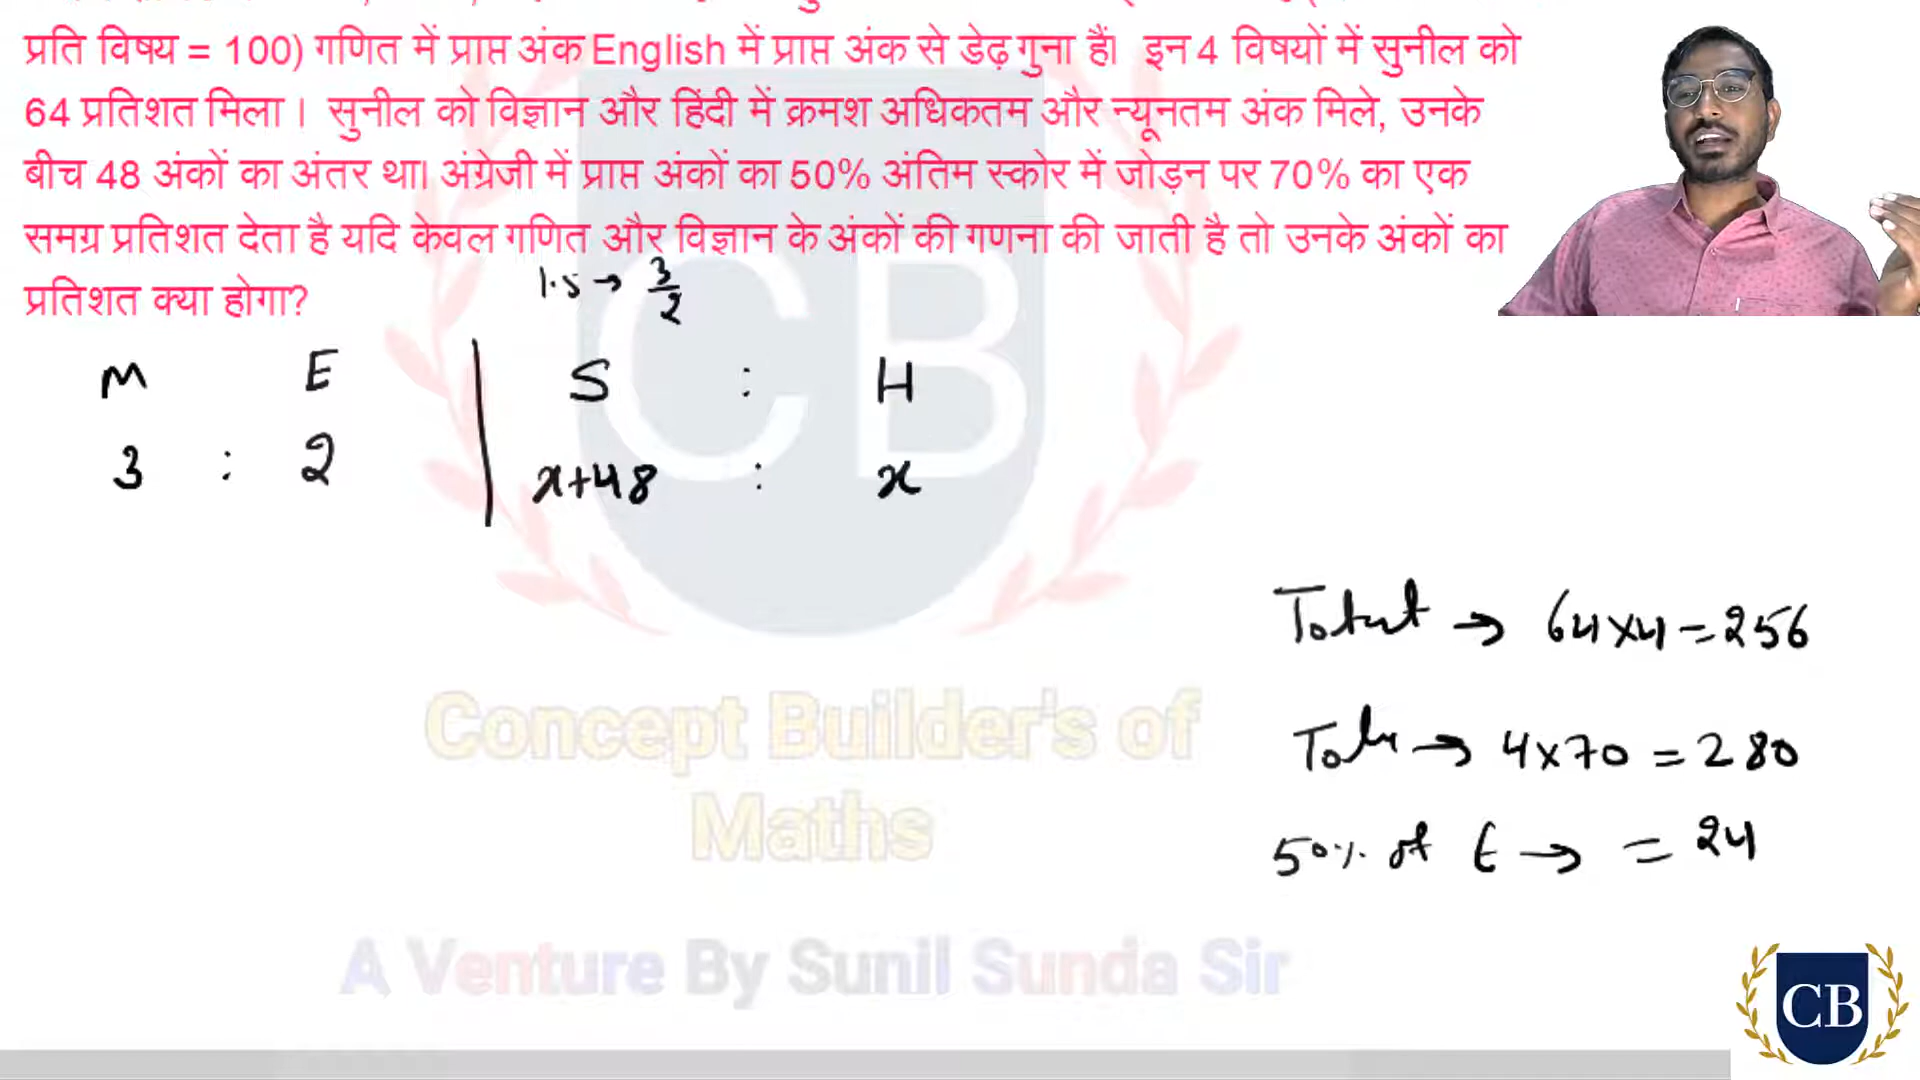 प्रति विषय = 100) गणित में प्राप्त अंक English में प्राप्त अंक से डेढ़ गुना हैं। इन 4 विषयों में सुनील को
64 प्रतिशत मिला । सुनील को विज्ञान और हिंदी में क्रमश अधिकतम और न्यूनतम अंक मिले, उनके
बीच 48 अंकों का अंतर था। अंग्रेजी में प्राप्त अंकों का 50% अंतिम स्कोर में जोड़न पर 70% का एक
समग्र प्रतिशत देता है यदि केवल गणित और विज्ञान के अंकों की गणना की जाती है तो उनके अंकों का
प्रतिशत क्या होगा?
1.5 → 3/2
M E S : H
3 : 2 x+48 : x
Total → 64×4=256
→ 4×70=280
50% of E → = 24
CB
Concept Builder's of
Maths
A Venture By Sunil Sunda Sir
CB